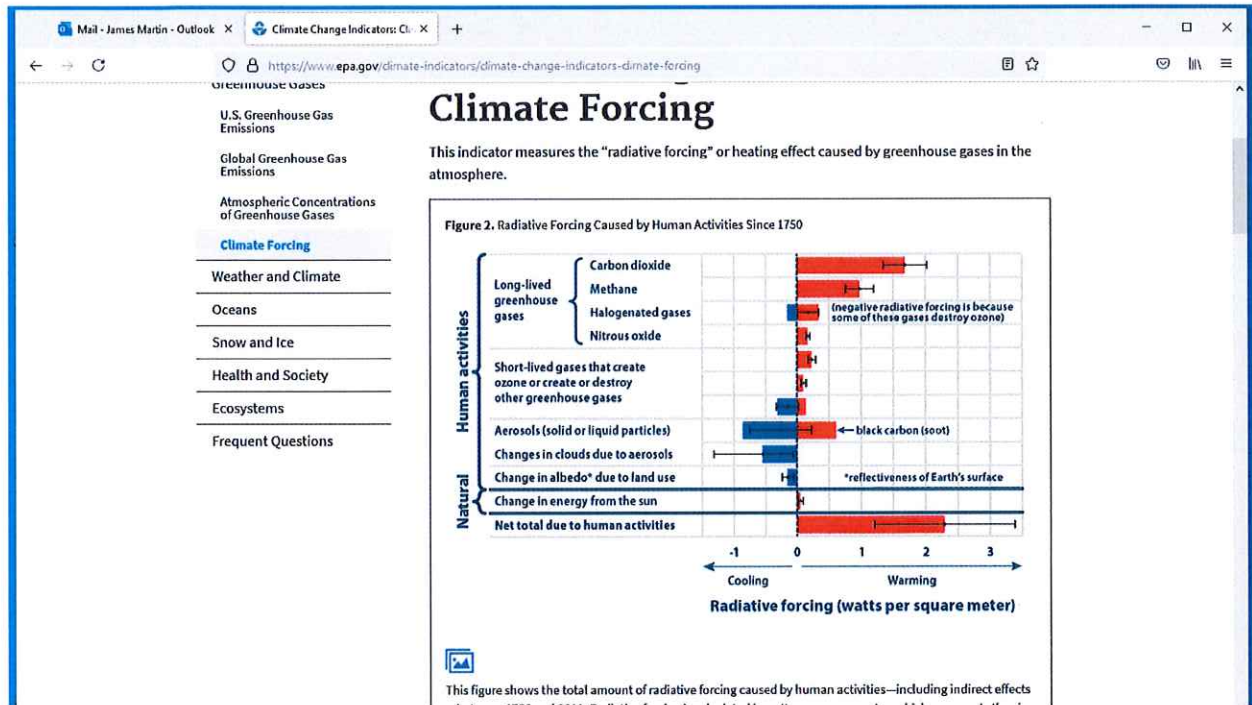 Mail - James Martin - Outlook
Climate Change Indicators: Cl
https://www.epa.gov/climate-indicators/climate-change-indicators-climate-forcing
Greenhouse Gases
U.S. Greenhouse Gas
Emissions
Global Greenhouse Gas
Emissions
Atmospheric Concentrations
of Greenhouse Gases
Climate Forcing
Weather and Climate
Oceans
Snow and Ice
Health and Society
Ecosystems
Frequent Questions
Climate Forcing
This indicator measures the “radiative forcing” or heating effect caused by greenhouse gases in the
atmosphere.
Figure 2. Radiative Forcing Caused by Human Activities Since 1750
Human activities
Long-lived
greenhouse
gases
Carbon dioxide
Methane
Halogenated gases
(negative radiative forcing is because
some of these gases destroy ozone)
Nitrous oxide
Short-lived gases that create
ozone or create or destroy
other greenhouse gases
Aerosols (solid or liquid particles)
black carbon (soot)
Changes in clouds due to aerosols
Change in albedo* due to land use
*reflectiveness of Earth's surface
Natural
Change in energy from the sun
Net total due to human activities
-1 0 1 2 3
Cooling Warming
Radiative forcing (watts per square meter)
This figure shows the total amount of radiative forcing caused by human activities—including indirect effects